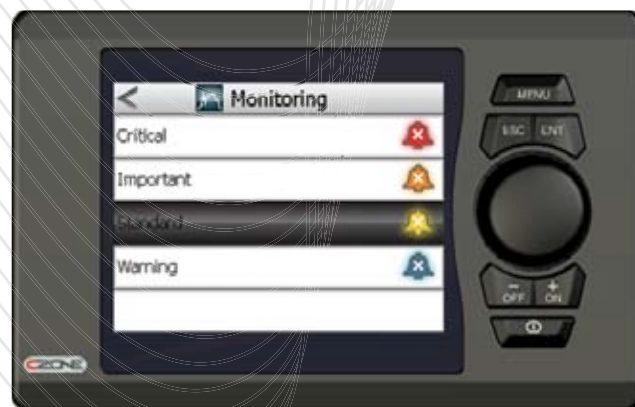 < Monitoring
Critical
Important
Standard
Warning
MENU
ESC ENT
- OFF + ON
CZONE